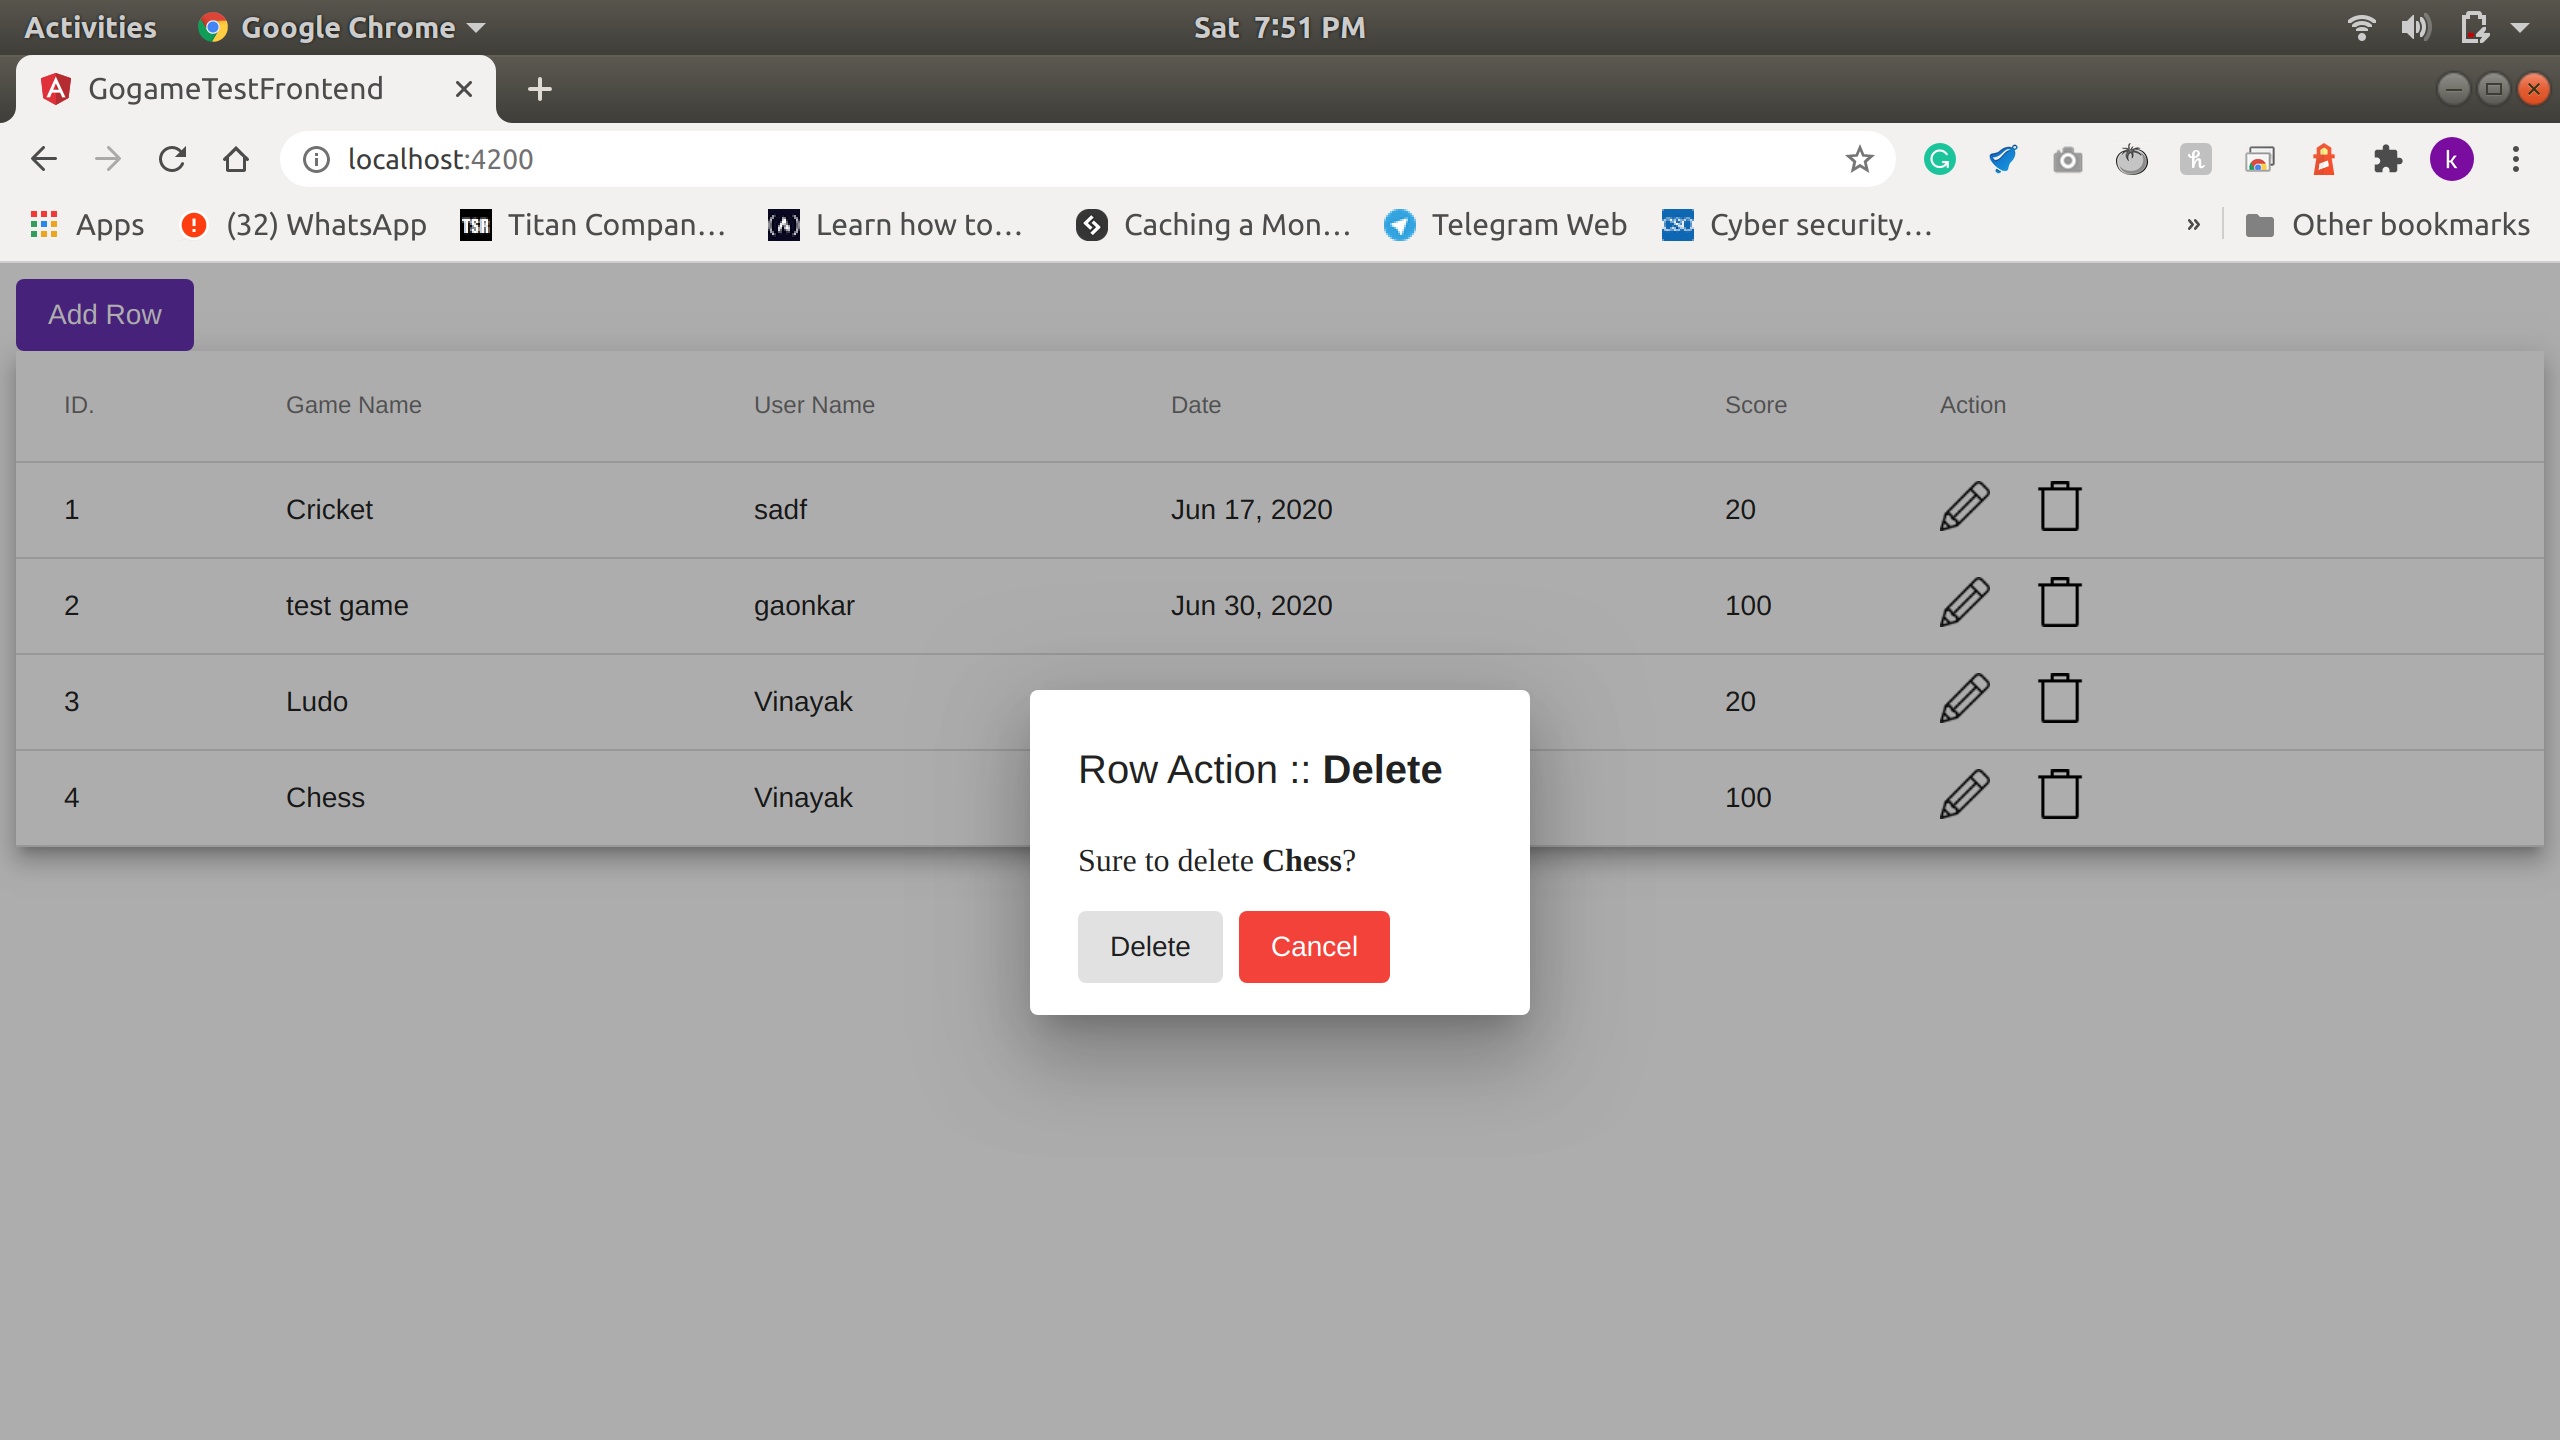 Activities Google Chrome Sat 7:51 PM
GogameTestFrontend
localhost:4200 k
Apps (32) WhatsApp TSR Titan Compan… Learn how to… Caching a Mon… Telegram Web CSO Cyber security… » Other bookmarks
Add Row
ID. Game Name User Name Date Score Action
1 Cricket sadf Jun 17, 2020 20
2 test game gaonkar Jun 30, 2020 100
3 Ludo Vinayak 20
4 Chess Vinayak 100
Row Action :: Delete
Sure to delete Chess?
Delete Cancel